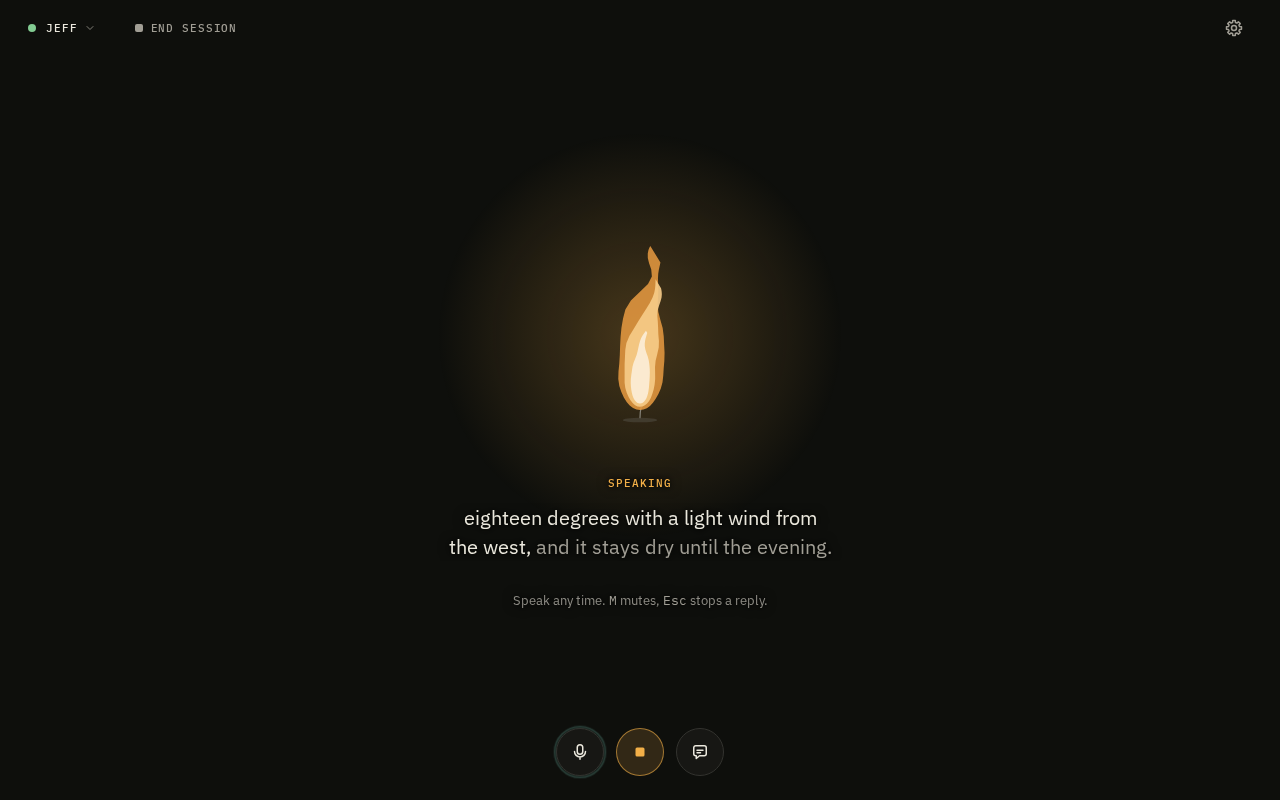 JEFF
END SESSION
SPEAKING
eighteen degrees with a light wind from
the west, and it stays dry until the evening.
Speak any time. M mutes, Esc stops a reply.